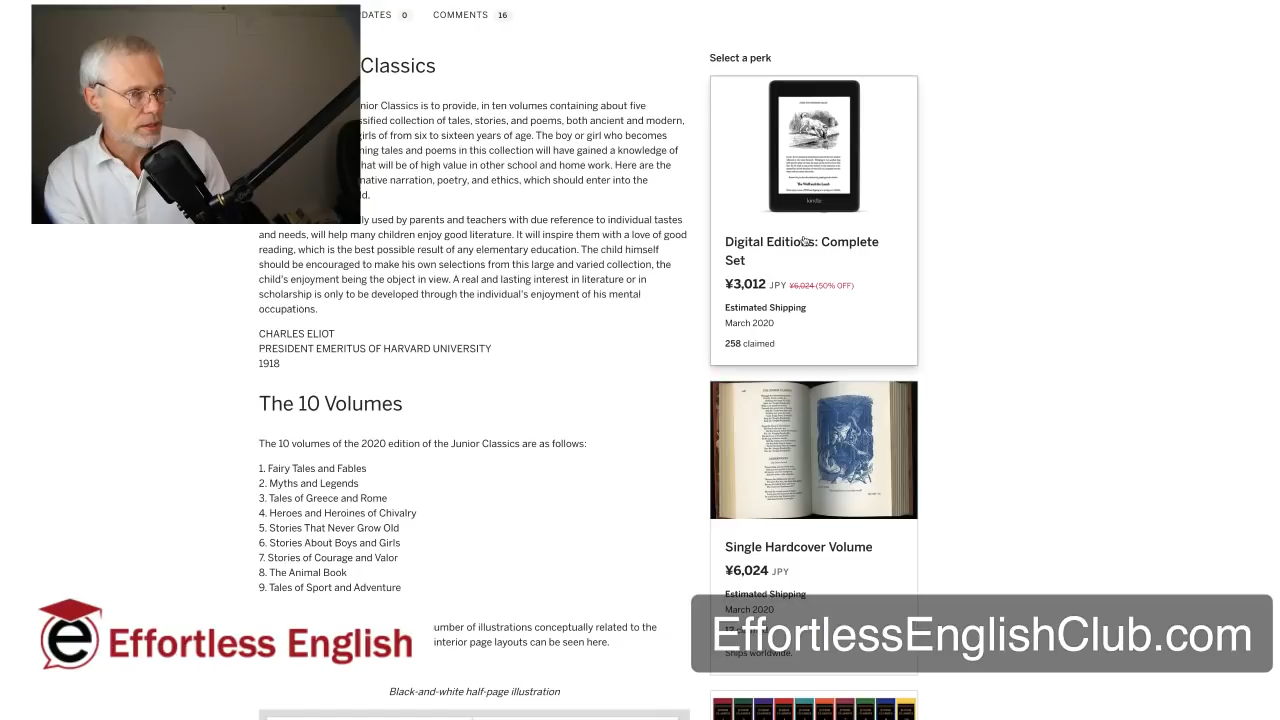 DATES 0 COMMENTS 16
Classics
nior Classics is to provide, in ten volumes containing about five
ssified collection of tales, stories, and poems, both ancient and modern,
girls of from six to sixteen years of age. The boy or girl who becomes
ning tales and poems in this collection will have gained a knowledge of
hat will be of high value in other school and home work. Here are the
native narration, poetry, and ethics, which should enter into the
d.
ly used by parents and teachers with due reference to individual tastes
and needs, will help many children enjoy good literature. It will inspire them with a love of good
reading, which is the best possible result of any elementary education. The child himself
should be encouraged to make his own selections from this large and varied collection, the
child's enjoyment being the object in view. A real and lasting interest in literature or in
scholarship is only to be developed through the individual's enjoyment of his mental
occupations.
CHARLES ELIOT
PRESIDENT EMERITUS OF HARVARD UNIVERSITY
1918
The 10 Volumes
The 10 volumes of the 2020 edition of the Junior Classics are as follows:
1. Fairy Tales and Fables
2. Myths and Legends
3. Tales of Greece and Rome
4. Heroes and Heroines of Chivalry
5. Stories That Never Grow Old
6. Stories About Boys and Girls
7. Stories of Courage and Valor
8. The Animal Book
9. Tales of Sport and Adventure
umber of illustrations conceptually related to the
interior page layouts can be seen here.
Black-and-white half-page illustration
e Effortless English
Select a perk
The Wolf and the Lamb
kindle
Digital Editions: Complete
Set
¥3,012 JPY ¥6,024 (50% OFF)
Estimated Shipping
March 2020
258 claimed
Single Hardcover Volume
¥6,024 JPY
Estimated Shipping
March 2020
EffortlessEnglishClub.com
Ships worldwide.